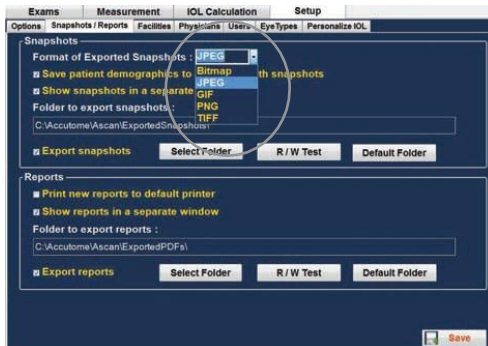 Exams Measurement IOL Calculation Setup
Options Snapshots / Reports Facilities Physicians Users Eye Types Personalize IOL
Snapshots
Format of Exported Snapshots : JPEG
Bitmap
JPEG
GIF
PNG
TIFF
Save patient demographics to th snapshots
Show snapshots in a separate
Folder to export snapshots :
C:\Accutome\Ascan\ExportedSnapshots\
Export snapshots Select Folder R / W Test Default Folder
Reports
Print new reports to default printer
Show reports in a separate window
Folder to export reports :
C:\Accutome\Ascan\ExportedPDFs\
Export reports Select Folder R / W Test Default Folder
Save